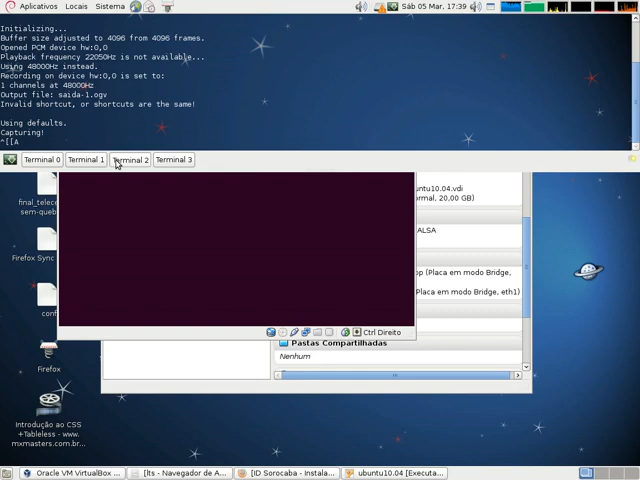 Aplicativos Locais Sistema Sáb 05 Mar, 17:39
Initializing...
Buffer size adjusted to 4096 from 4096 frames.
Opened PCM device hw:0,0
Playback frequency 22050Hz is not available...
Using 48000Hz instead.
Recording on device hw:0,0 is set to:
1 channels at 48000Hz
Output file: saida-1.ogv
Invalid shortcut, or shortcuts are the same!
Using defaults.
Capturing!
^[[A
Terminal 0 Terminal 1 Terminal 2 Terminal 3
final_telece
sem-queb
untu10.04.vdi
ormal, 20,00 GB)
ALSA
Firefox Sync
op (Placa em modo Bridge,
Placa em modo Bridge, eth1)
conf
Ctrl Direito
Pastas Compartilhadas
Nenhum
Firefox
Introdução ao CSS
+Tableless - www.
mxmasters.com.br...
Oracle VM VirtualBox ... [lts - Navegador de A... [ID Sorocaba - Instala... ubuntu10.04 [Executa...